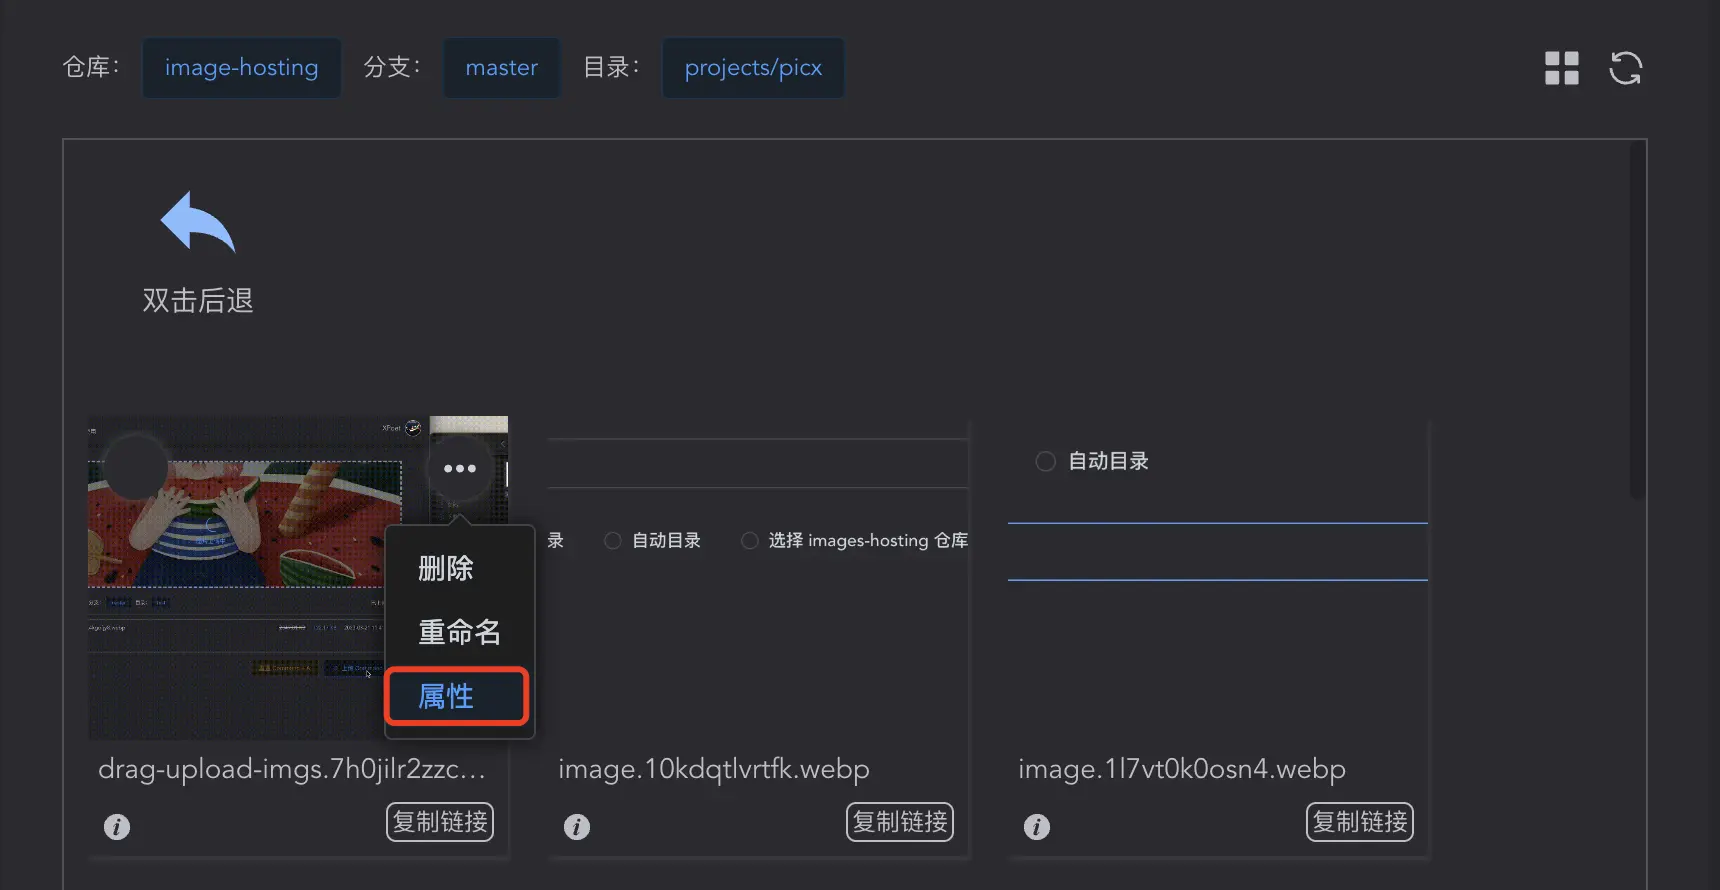 仓库： image-hosting 分支： master 目录： projects/picx
双击后退
XPoet
自动目录
录 自动目录 选择 images-hosting 仓库
删除
重命名
属性
drag-upload-imgs.7h0jilr2zzc... image.10kdqtlvrtfk.webp image.1l7vt0k0osn4.webp
复制链接 复制链接 复制链接